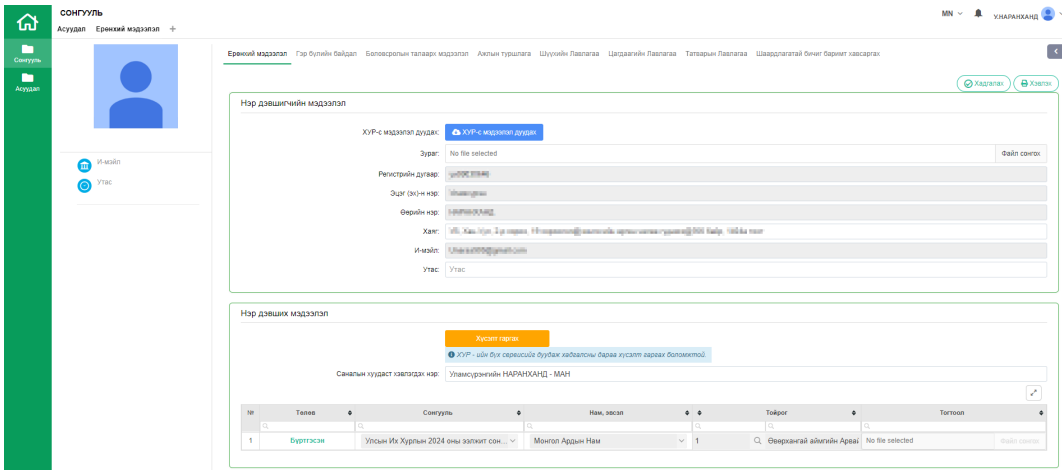 СОНГУУЛЬ
MN
У.НАРАНХАНД
Асуудал Ерөнхий мэдээлэл +
Сонгууль
Асуудал
И-мэйл
Утас
Ерөнхий мэдээлэл Гэр бүлийн байдал Боловсролын талаарх мэдээлэл Ажлын туршлага Шүүхийн Лавлагаа Цагдаагийн Лавлагаа Татварын Лавлагаа Шаардлагатай бичиг баримт хавсаргах
Хадгалах Хэвлэх
Нэр дэвшигчийн мэдээлэл
ХУР-с мэдээлэл дуудах: ХУР-с мэдээлэл дуудах
Зураг: No file selected Файл сонгох
Регистрийн дугаар:
Эцэг (эх)-н нэр:
Өөрийн нэр:
Хаяг:
И-мэйл:
Утас: Утас
Нэр дэвших мэдээлэл
Хүсэлт гаргах
ХУР - ийн бүх сервисийг дуудаж хадгалсны дараа хүсэлт гаргах боломжтой.
Саналын хуудаст хэвлэгдэх нэр: Уламсүрэнгийн НАРАНХАНД - МАН
№ Төлөв Сонгууль Нам, эвсэл Тойрог Тогтоол
1 Бүртгэсэн Улсын Их Хурлын 2024 оны ээлжит сон... Монгол Ардын Нам 1 Өвөрхангай аймгийн Арвай No file selected Файл сонгох